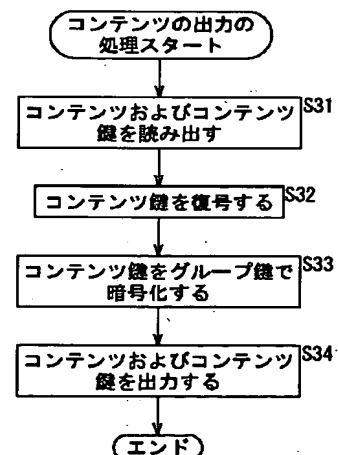 コンテンツの出力の
処理スタート
S31
コンテンツおよびコンテンツ
鍵を読み出す
S32
コンテンツ鍵を復号する
S33
コンテンツ鍵をグループ鍵で
暗号化する
S34
コンテンツおよびコンテンツ
鍵を出力する
エンド